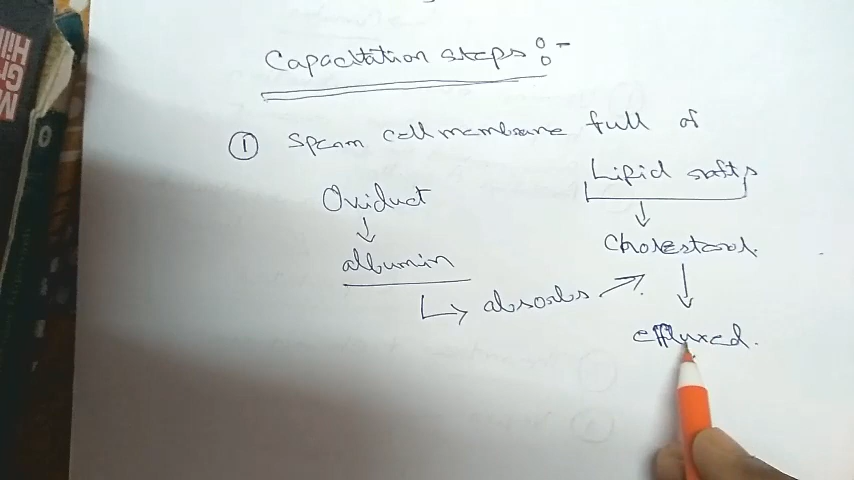 Capacitation steps :-
① Sperm cell membrane full of
Lipid rafts
Oviduct
Cholesterol.
albumin
↳ absorbs
effluxed.